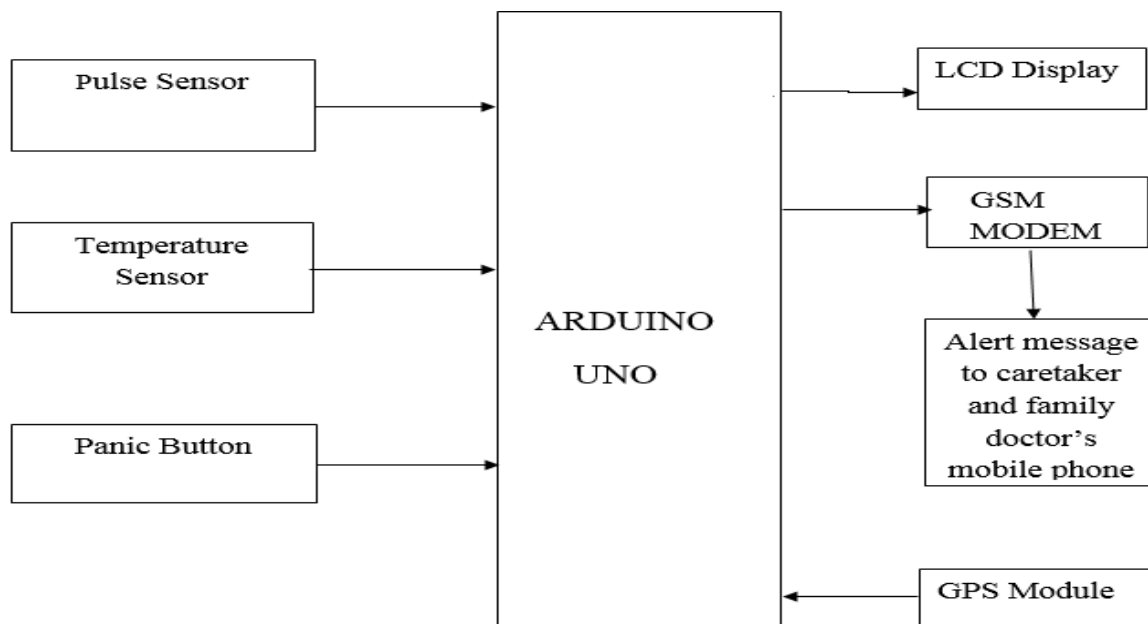 Pulse Sensor
Temperature
Sensor
Panic Button
ARDUINO
UNO
LCD Display
GSM
MODEM
Alert message
to caretaker
and family
doctor's
mobile phone
GPS Module